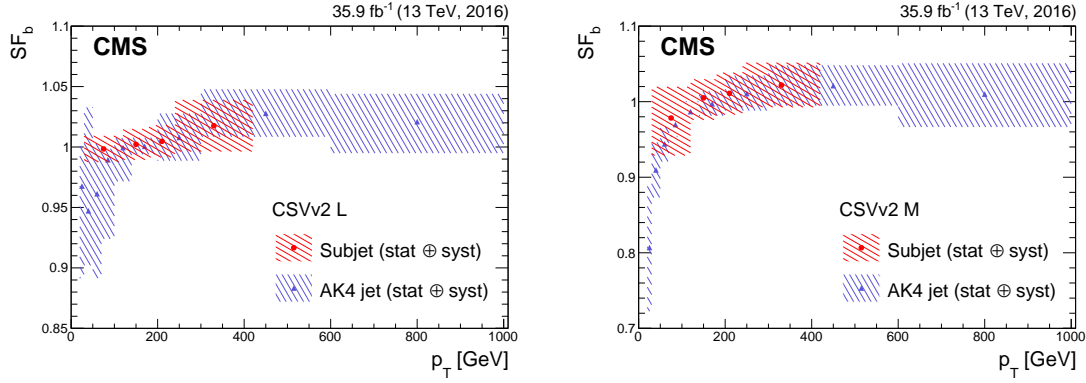 35.9 fb-1 (13 TeV, 2016)
SFb
CMS
1.1
1.05
1
0.95
0.9
0.85
CSVv2 L
Subjet (stat ⊕ syst)
AK4 jet (stat ⊕ syst)
0 200 400 600 800 1000
pT [GeV]
35.9 fb-1 (13 TeV, 2016)
SFb
CMS
1.1
1
0.9
0.8
0.7
CSVv2 M
Subjet (stat ⊕ syst)
AK4 jet (stat ⊕ syst)
0 200 400 600 800 1000
pT [GeV]